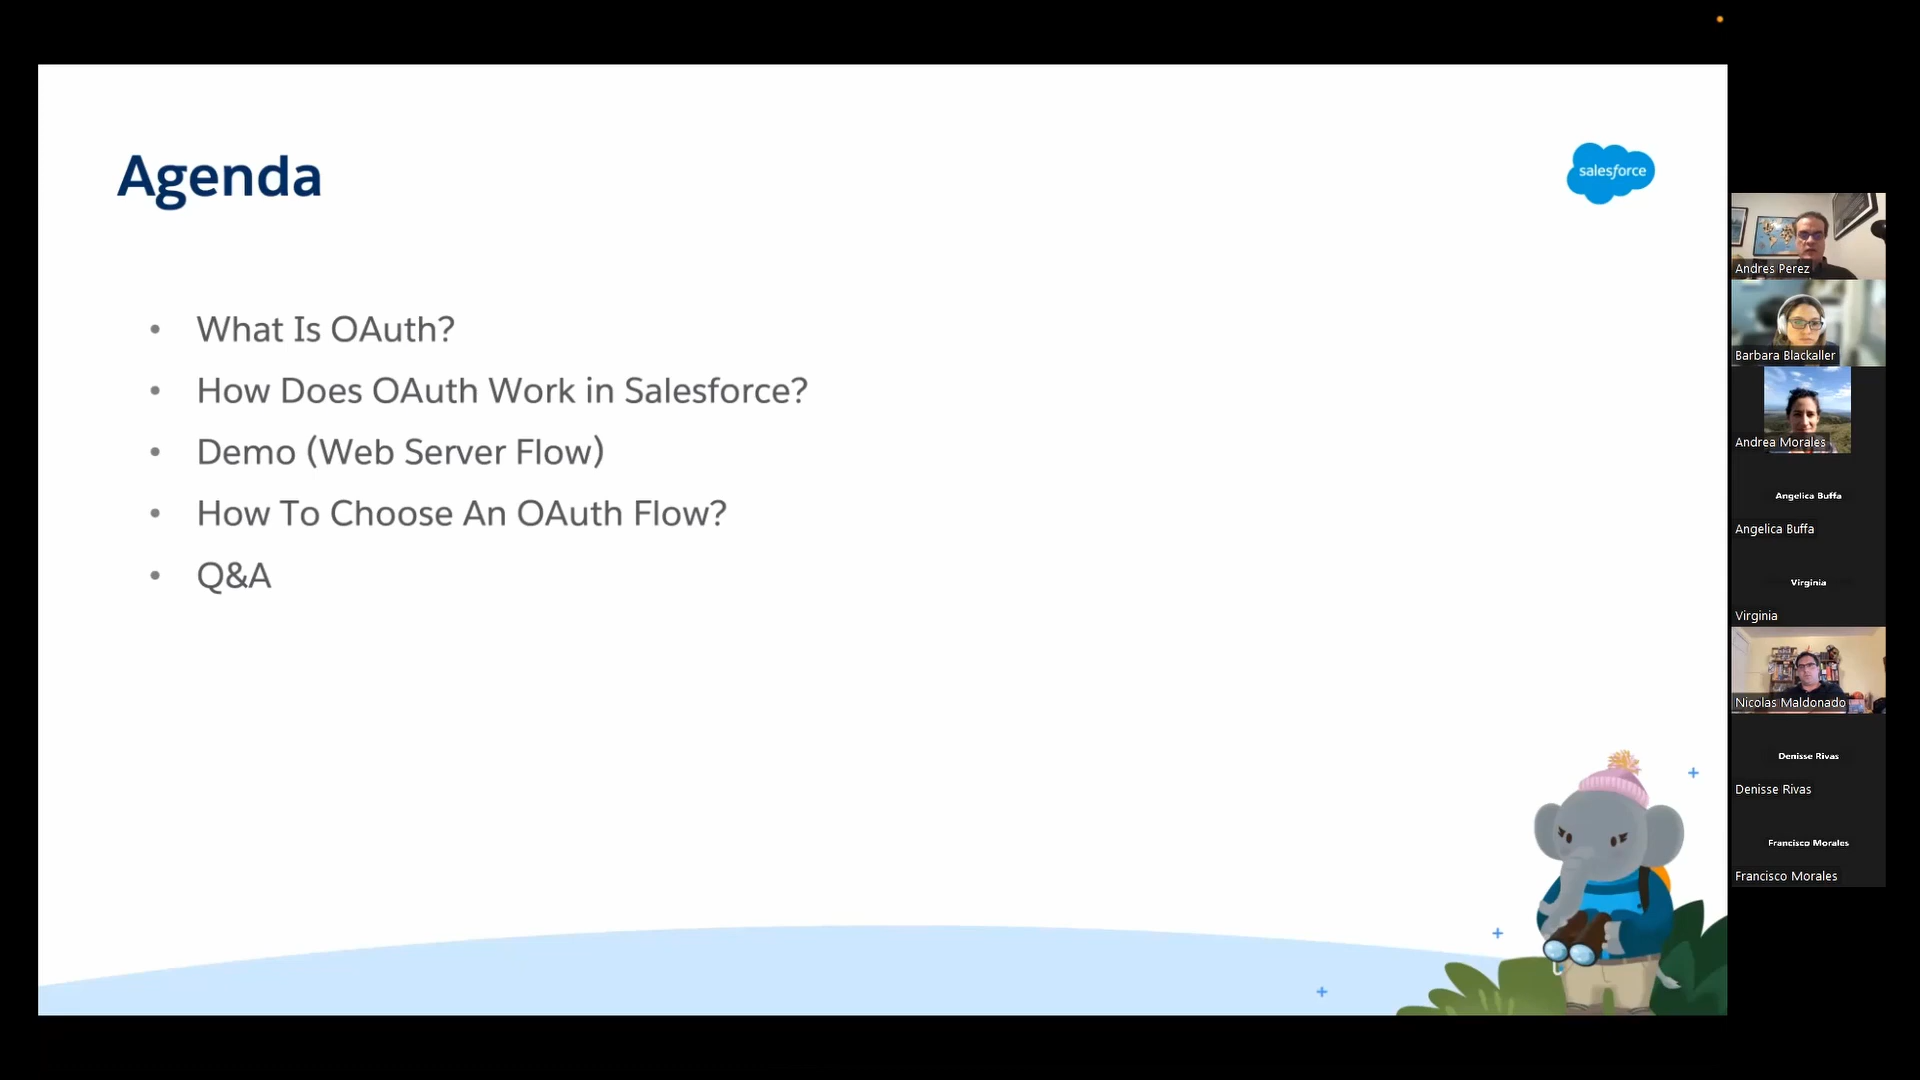 Agenda
salesforce
What Is OAuth?
How Does OAuth Work in Salesforce?
Demo (Web Server Flow)
How To Choose An OAuth Flow?
Q&A
Andres Perez
Barbara Blackaller
Andrea Morales
Angelica Buffa
Angelica Buffa
Virginia
Virginia
Nicolas Maldonado
Denisse Rivas
Denisse Rivas
Francisco Morales
Francisco Morales